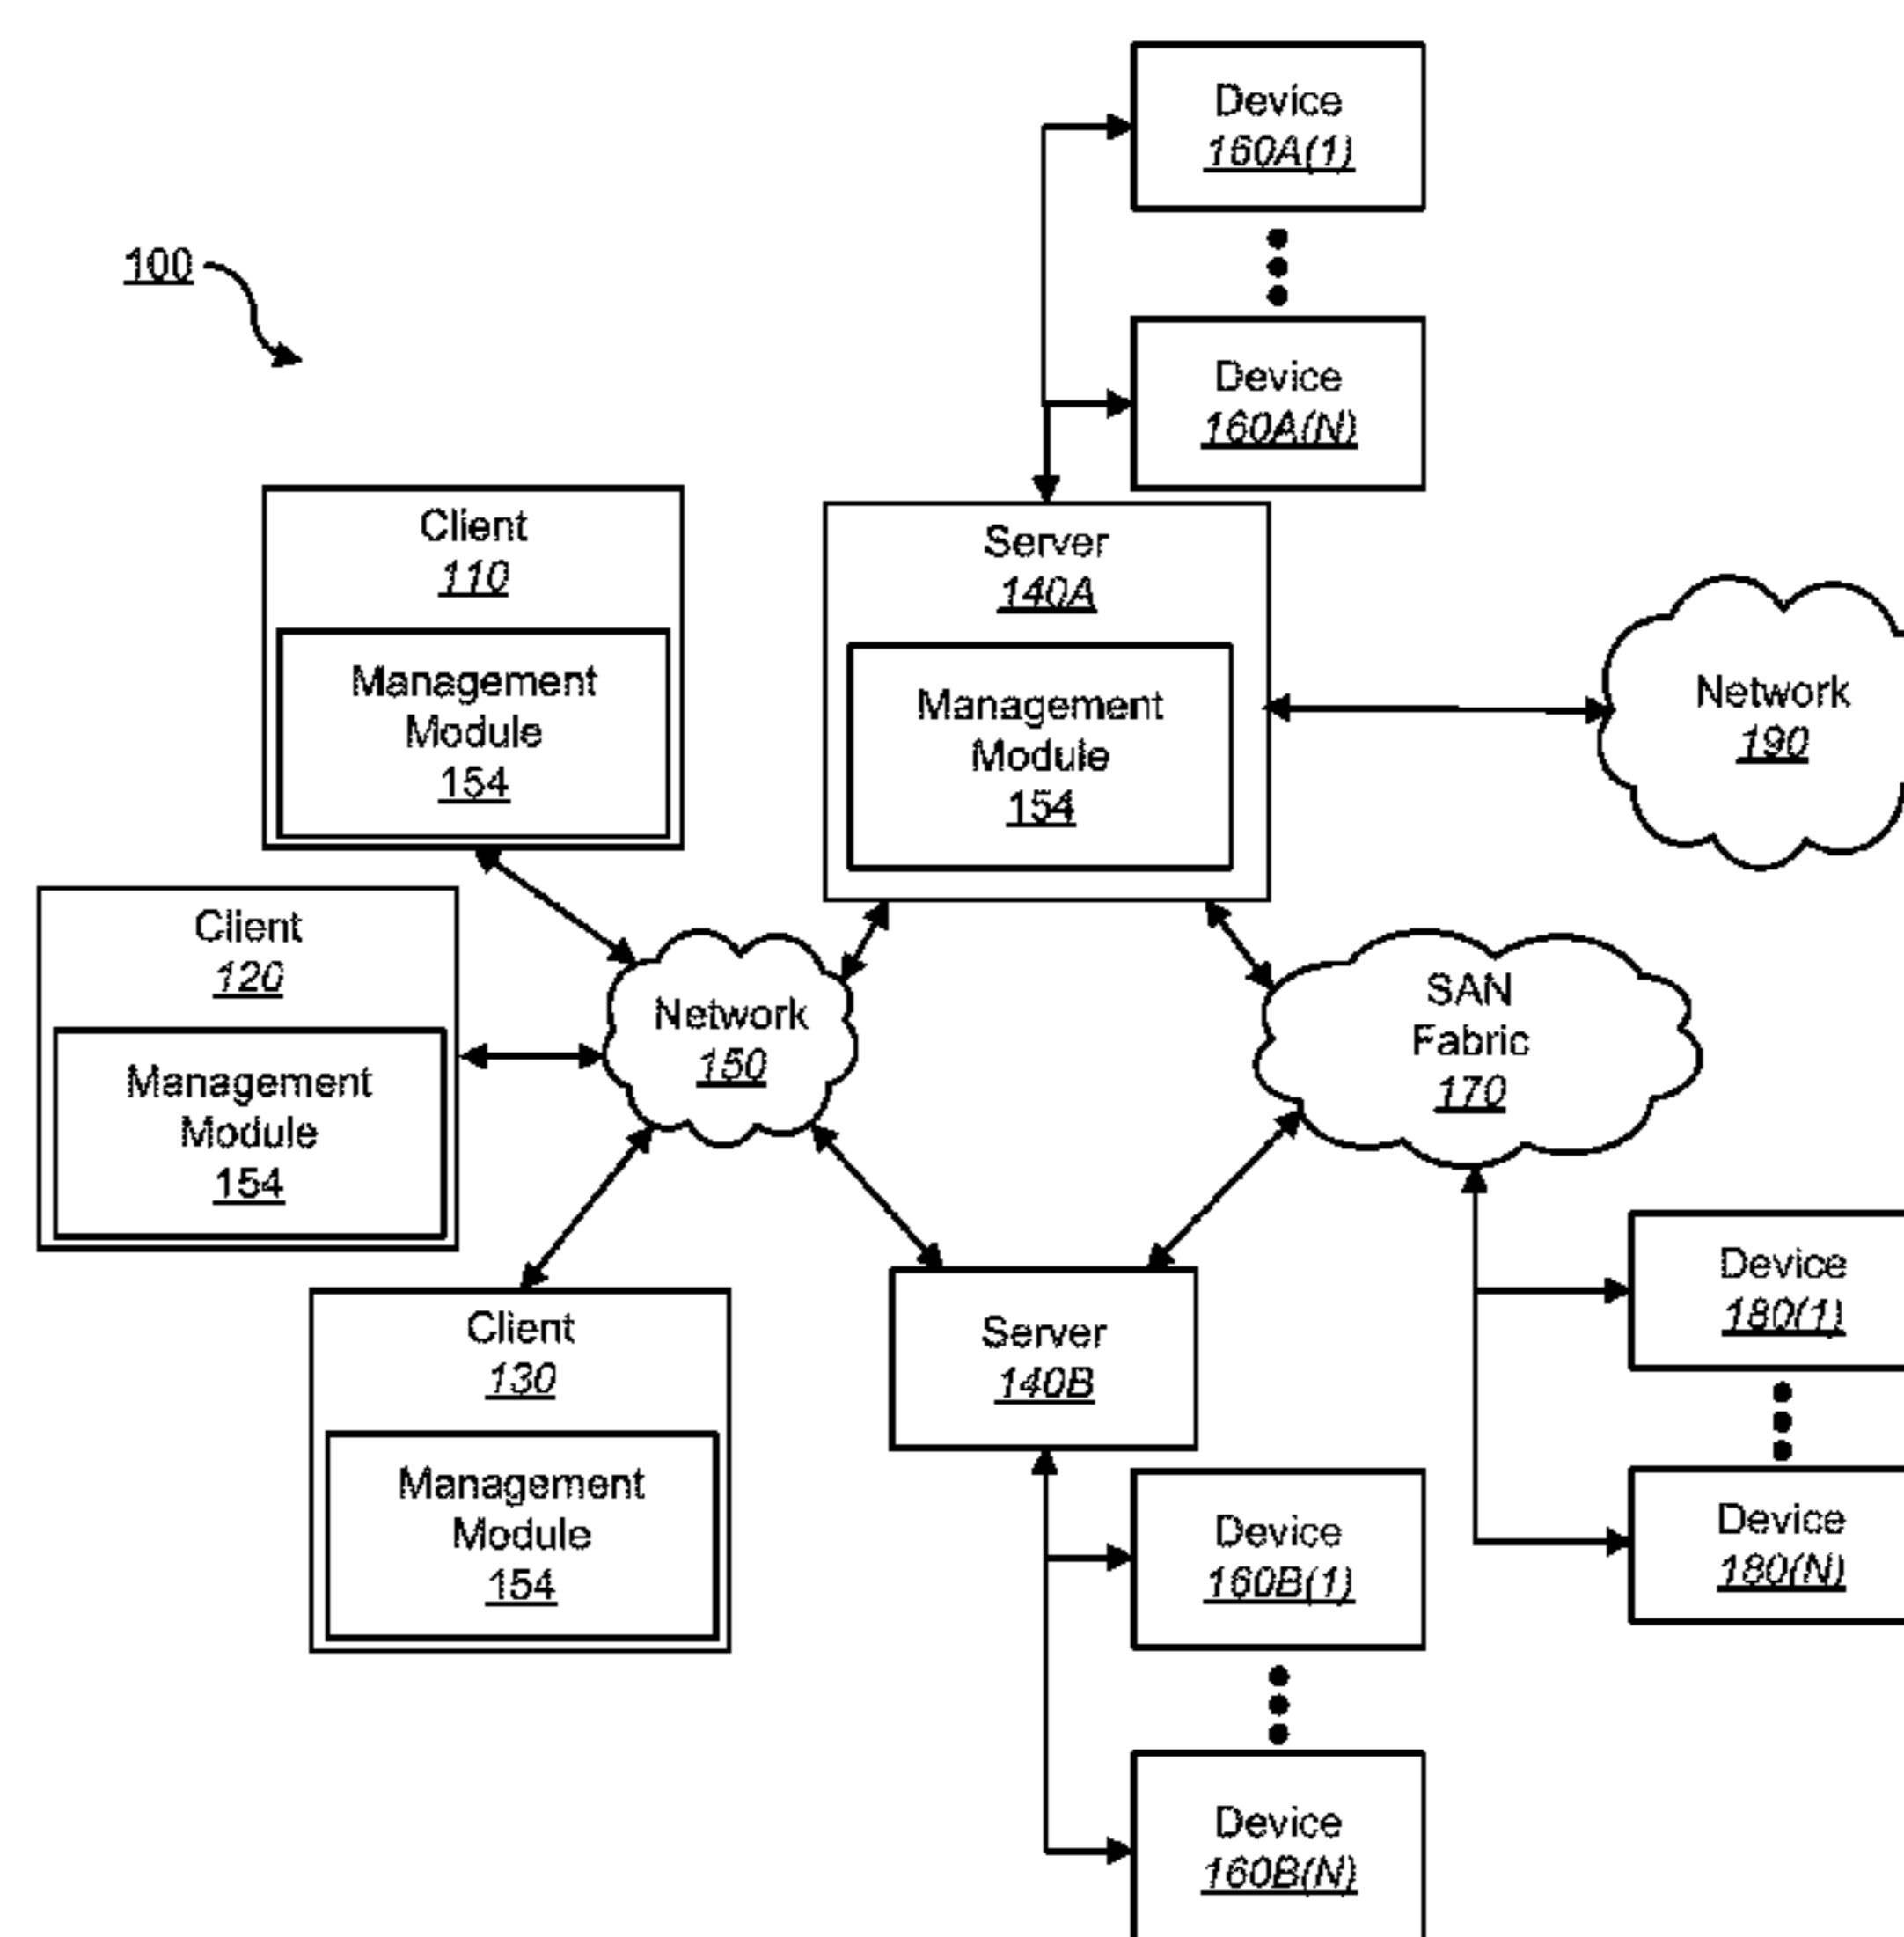 Device
160A(1)
100
Device
160A(N)
Client
110
Management
Module
154
Server
140A
Management
Module
154
Network
190
Client
120
Management
Module
154
Network
150
SAN
Fabric
170
Client
130
Management
Module
154
Server
140B
Device
180(1)
Device
180(N)
Device
160B(1)
Device
160B(N)